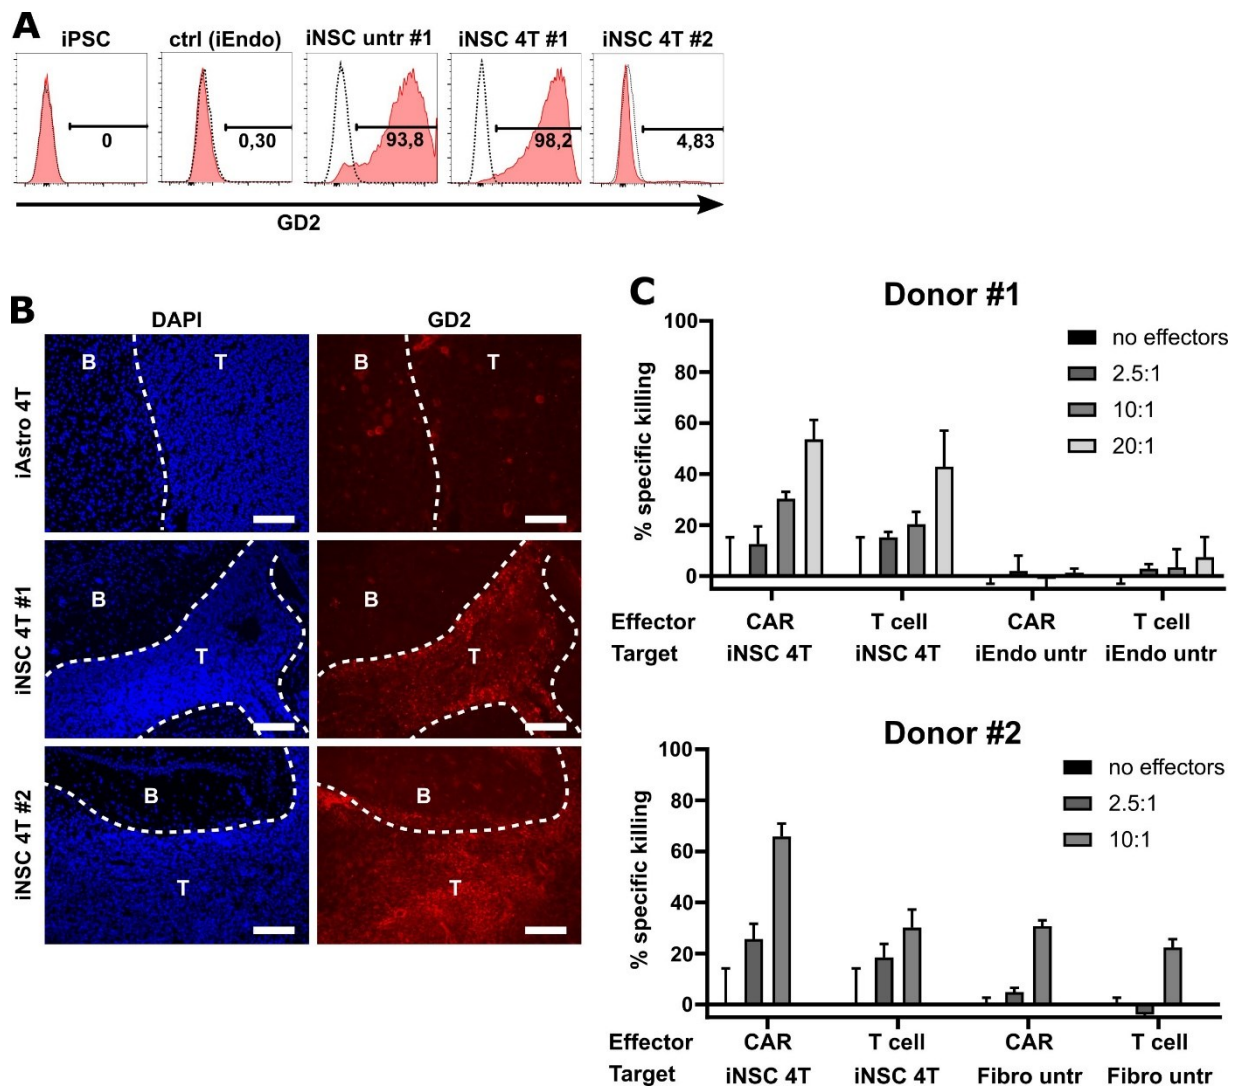 A
iPSC
ctrl (iEndo)
iNSC untr #1
iNSC 4T #1
iNSC 4T #2
0
0,30
93,8
98,2
4,83
GD2
B
DAPI
GD2
iAstro 4T
B
T
B
T
iNSC 4T #1
B
T
B
T
iNSC 4T #2
B
T
B
T
C
Donor #1
% specific killing
100
80
60
40
20
0
no effectors
2.5:1
10:1
20:1
Effector CAR T cell CAR T cell
Target iNSC 4T iNSC 4T iEndo untr iEndo untr
Donor #2
% specific killing
100
80
60
40
20
0
no effectors
2.5:1
10:1
Effector CAR T cell CAR T cell
Target iNSC 4T iNSC 4T Fibro untr Fibro untr